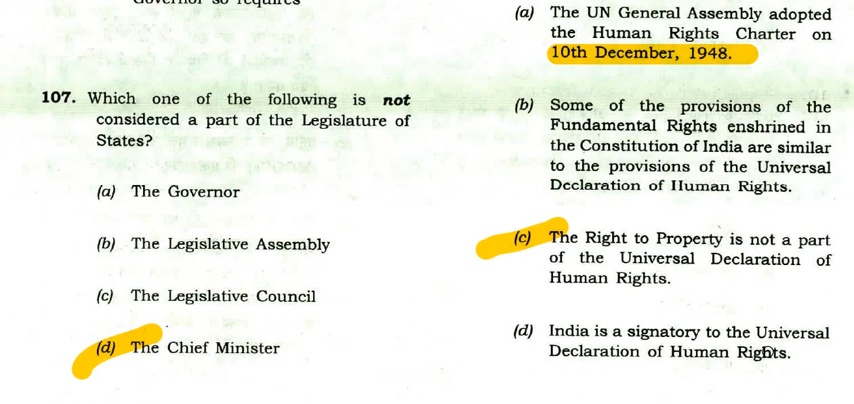 Governor so requires
107. Which one of the following is not
considered a part of the Legislature of
States?
(a) The Governor
(b) The Legislative Assembly
(c) The Legislative Council
(d) The Chief Minister
(a) The UN General Assembly adopted
the Human Rights Charter on
10th December, 1948.
(b) Some of the provisions of the
Fundamental Rights enshrined in
the Constitution of India are similar
to the provisions of the Universal
Declaration of Human Rights.
(c) The Right to Property is not a part
of the Universal Declaration of
Human Rights.
(d) India is a signatory to the Universal
Declaration of Human Rights.